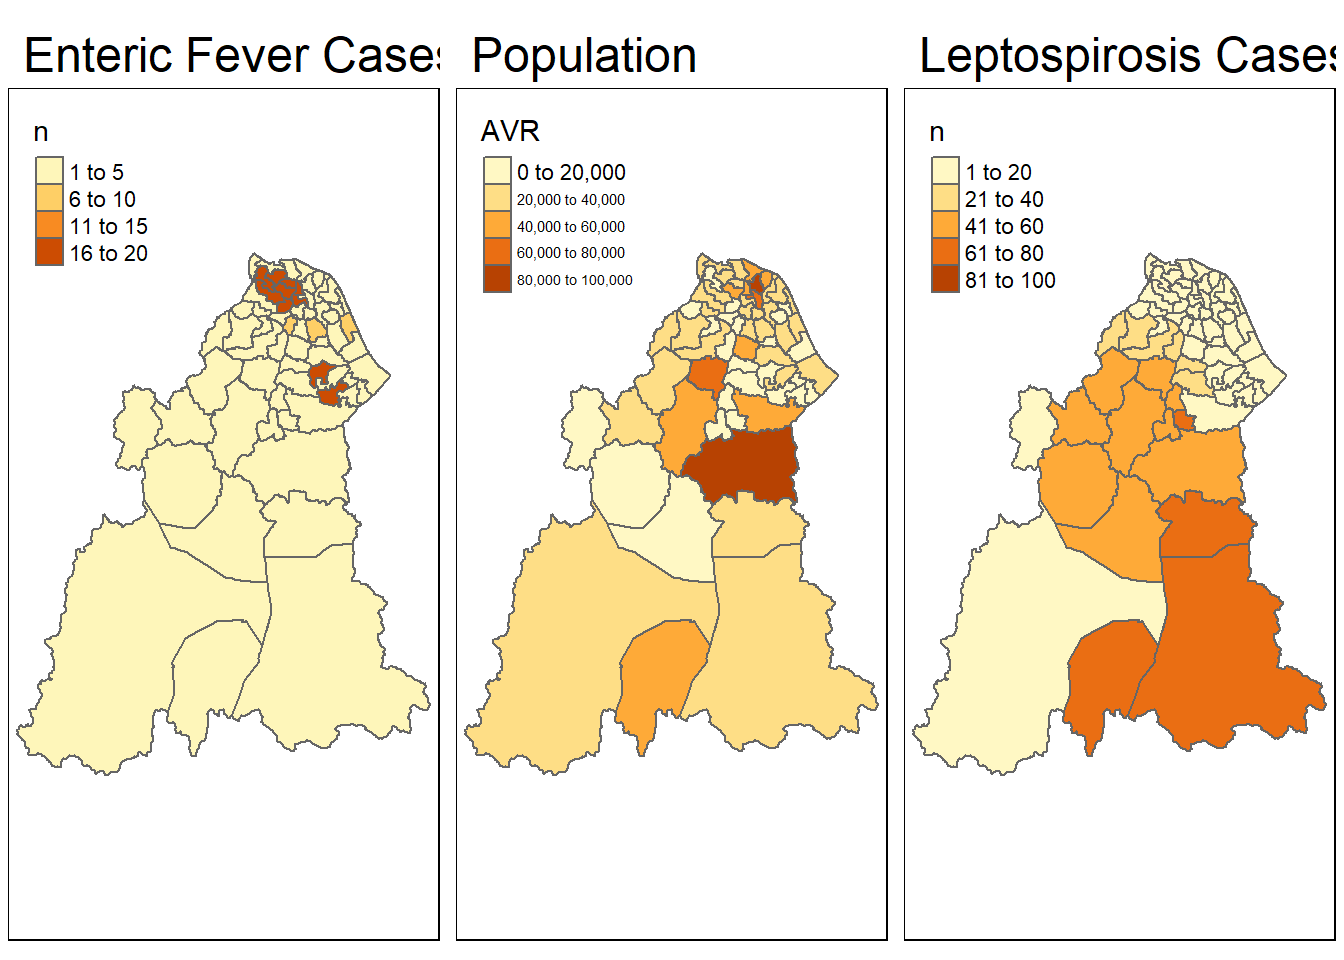 Enteric Fever Cases
n
1 to 5
6 to 10
11 to 15
16 to 20
Population
AVR
0 to 20,000
20,000 to 40,000
40,000 to 60,000
60,000 to 80,000
80,000 to 100,000
Leptospirosis Cases
n
1 to 20
21 to 40
41 to 60
61 to 80
81 to 100